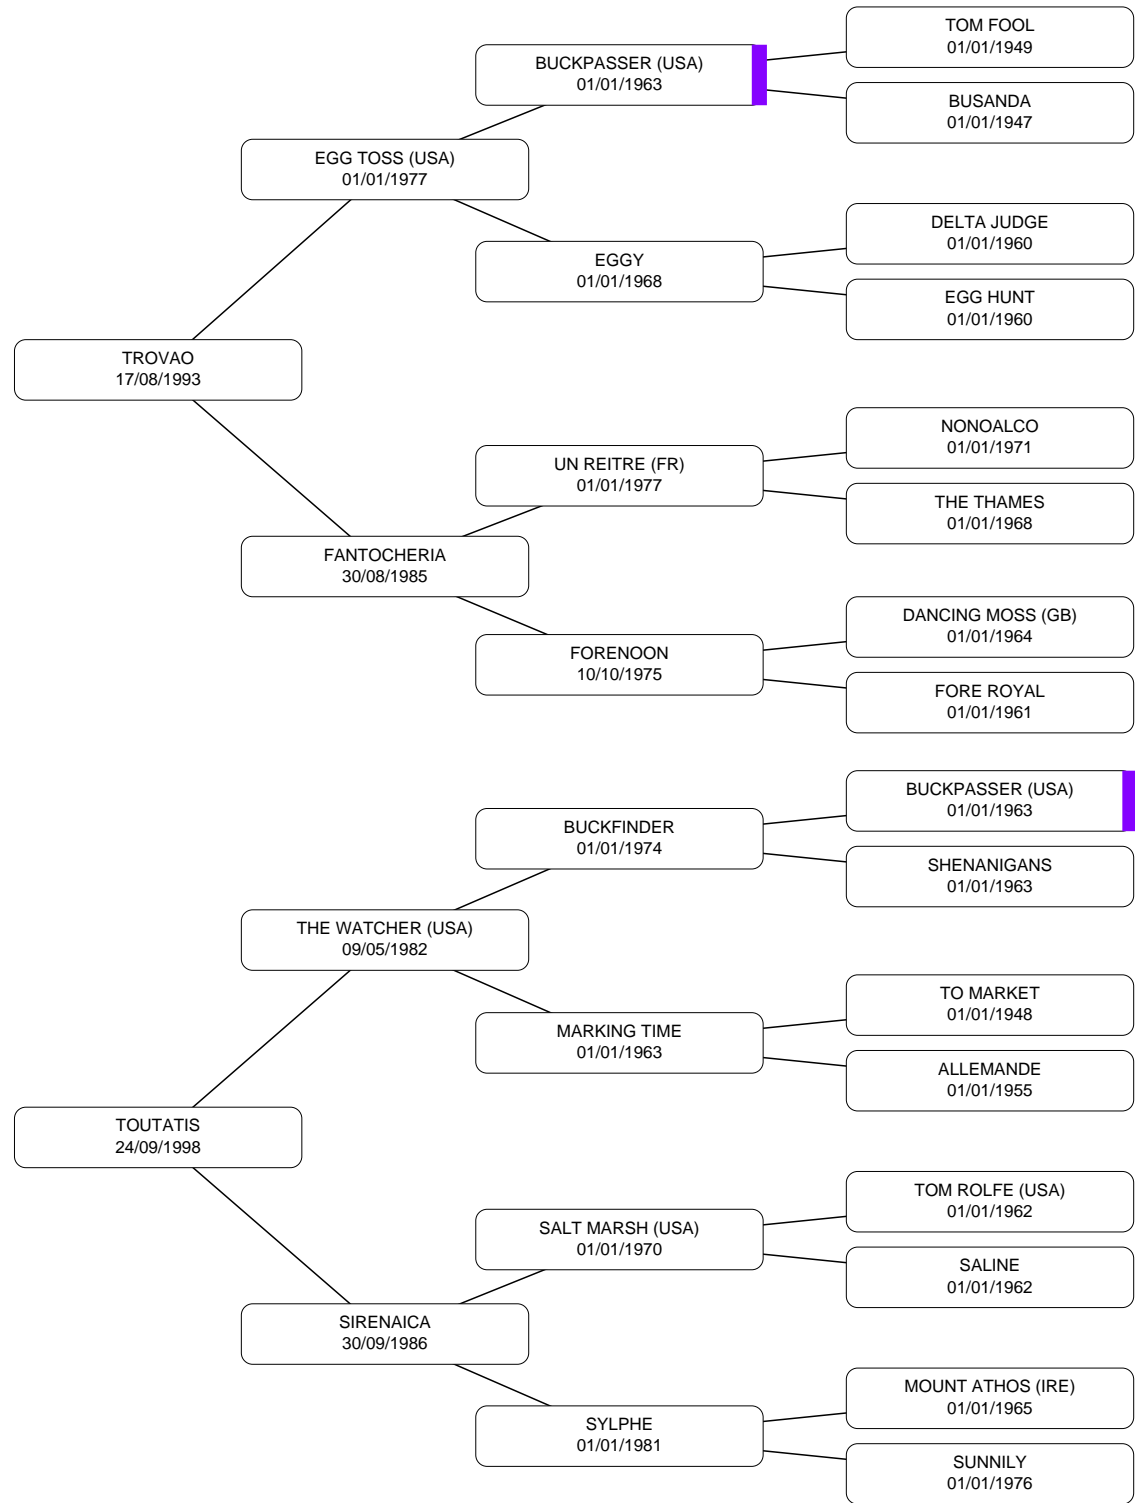 TOM FOOL
01/01/1949
BUCKPASSER (USA)
01/01/1963
BUSANDA
01/01/1947
EGG TOSS (USA)
01/01/1977
DELTA JUDGE
01/01/1960
EGGY
01/01/1968
EGG HUNT
01/01/1960
TROVAO
17/08/1993
NONOALCO
01/01/1971
UN REITRE (FR)
01/01/1977
THE THAMES
01/01/1968
FANTOCHERIA
30/08/1985
DANCING MOSS (GB)
01/01/1964
FORENOON
10/10/1975
FORE ROYAL
01/01/1961
BUCKPASSER (USA)
01/01/1963
BUCKFINDER
01/01/1974
SHENANIGANS
01/01/1963
THE WATCHER (USA)
09/05/1982
TO MARKET
01/01/1948
MARKING TIME
01/01/1963
ALLEMANDE
01/01/1955
TOUTATIS
24/09/1998
TOM ROLFE (USA)
01/01/1962
SALT MARSH (USA)
01/01/1970
SALINE
01/01/1962
SIRENAICA
30/09/1986
MOUNT ATHOS (IRE)
01/01/1965
SYLPHE
01/01/1981
SUNNILY
01/01/1976